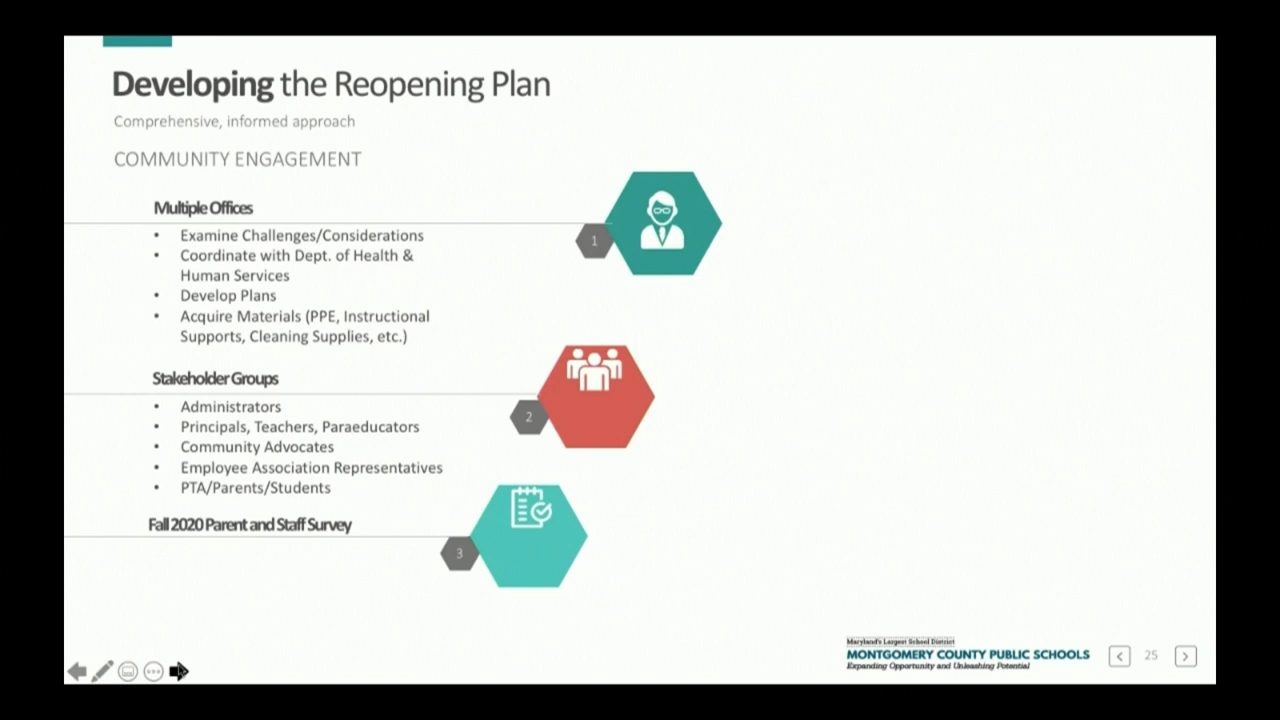 Developing the Reopening Plan
Comprehensive, informed approach
COMMUNITY ENGAGEMENT
Multiple Offices
1
• Examine Challenges/Considerations
• Coordinate with Dept. of Health &
Human Services
• Develop Plans
• Acquire Materials (PPE, Instructional
Supports, Cleaning Supplies, etc.)
Stakeholder Groups
2
• Administrators
• Principals, Teachers, Paraeducators
• Community Advocates
• Employee Association Representatives
• PTA/Parents/Students
Fall 2020 Parent and Staff Survey
3
Maryland's Largest School District
MONTGOMERY COUNTY PUBLIC SCHOOLS
Expanding Opportunity and Unleashing Potential
25